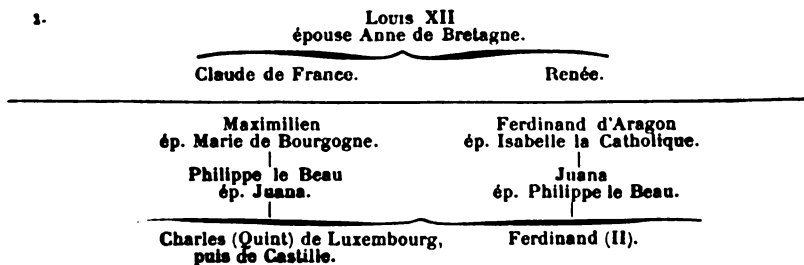 1. Louis XII
épouse Anne de Bretagne.
Claude de France. Renée.
Maximilien Ferdinand d'Aragon
ép. Marie de Bourgogne. ép. Isabelle la Catholique.
Philippe le Beau Juana
ép. Juana. ép. Philippe le Beau.
Charles (Quint) de Luxembourg, Ferdinand (II).
puis de Castille.